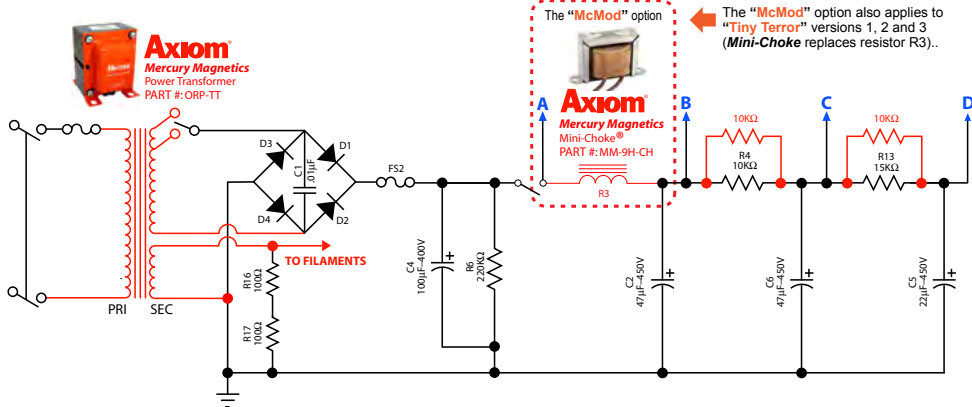 The “McMod” option
The “McMod” option also applies to
“Tiny Terror” versions 1, 2 and 3
(Mini-Choke replaces resistor R3)..
Axiom
Mercury Magnetics
Power Transformer
PART #: ORP-TT
Axiom
Mercury Magnetics
Mini-Choke®
PART #: MM-9H-CH
R3
A
B
C
D
10KΩ
R4
10KΩ
10KΩ
R13
15KΩ
D3
D1
C1
.01µF
D4
D2
FS2
TO FILAMENTS
PRI
SEC
R16
100Ω
R17
100Ω
C4
100µF–400V
+
R6
220KΩ
C2
47µF–450V
+
C6
47µF–450V
+
C5
22µF–450V
+